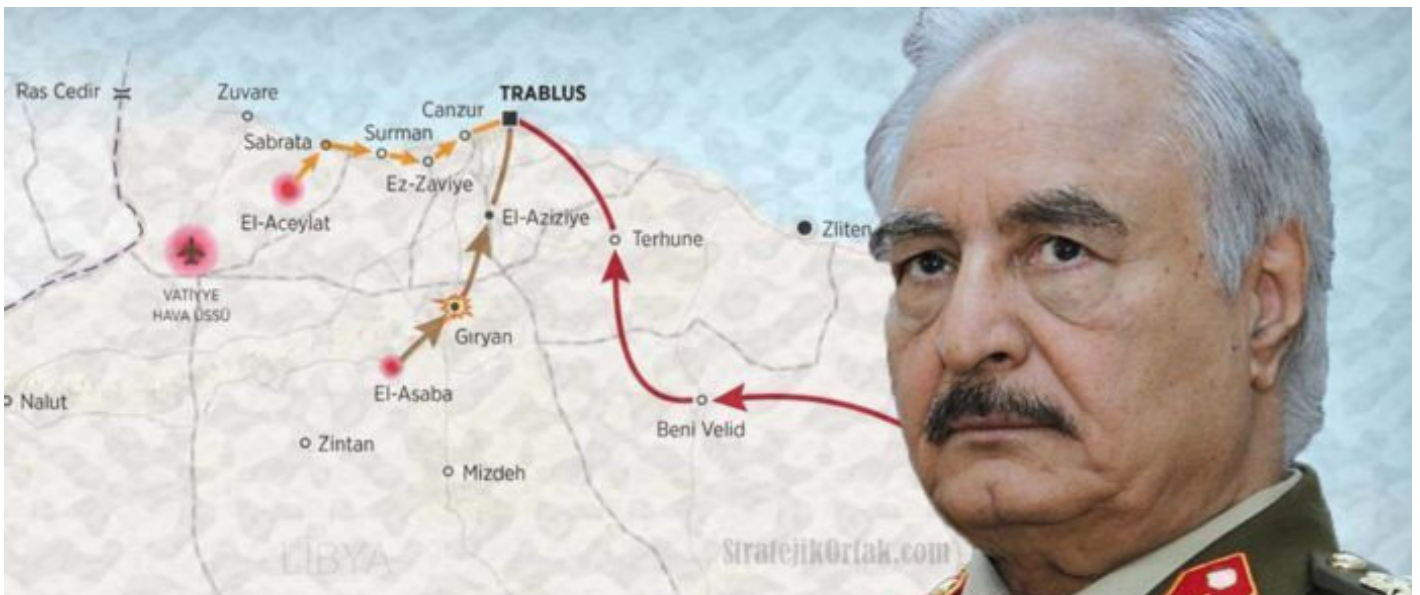 Ras Cedir
Zuvare
TRABLUS
Canzur
Surman
Sabrata
Ez-Zaviye
El-Aceylat
El-Aziziye
Terhune
Zliten
VATIYYE
HAVA ÜSSÜ
Gıryan
El-Asaba
Nalut
Beni Velid
Zintan
Mizdeh
LİBYA
StratejikOrtak.com